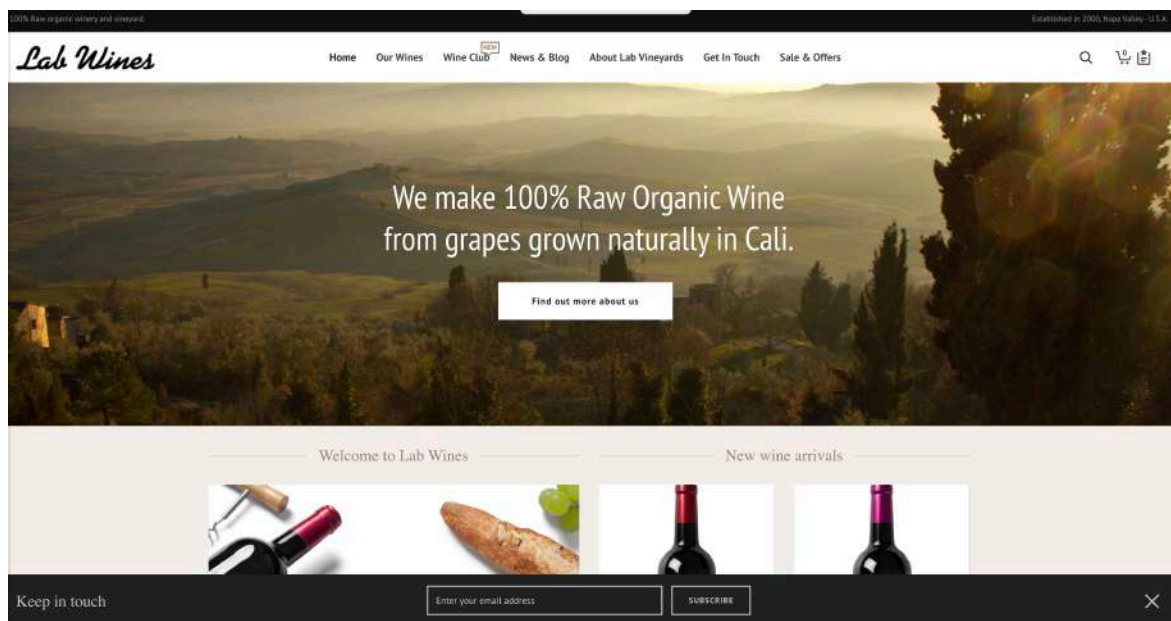 100% Raw organic winery and vineyard.
Established in 2000, Napa Valley - U.S.A.
Lab Wines
Home
Our Wines
Wine Club
NEW
News & Blog
About Lab Vineyards
Get In Touch
Sale & Offers
0
We make 100% Raw Organic Wine
from grapes grown naturally in Cali.
Find out more about us
Welcome to Lab Wines
New wine arrivals
Keep in touch
Enter your email address
SUBSCRIBE